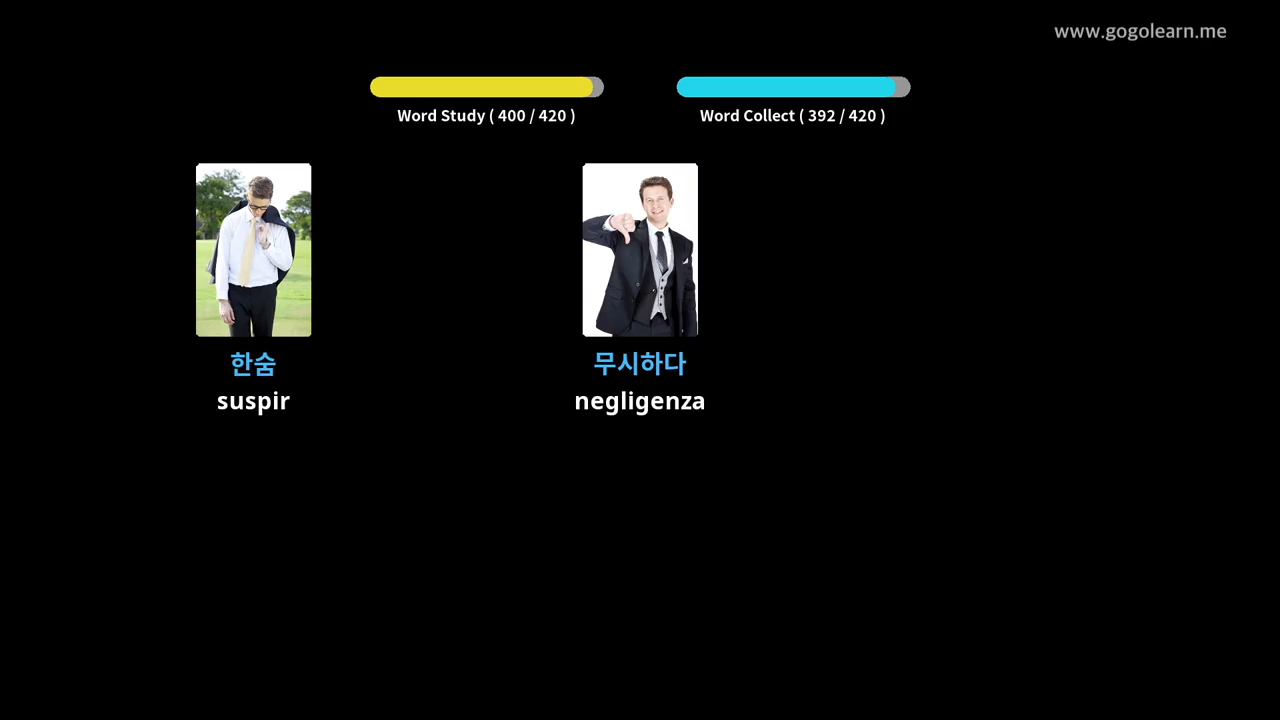 www.gogolearn.me
Word Study ( 400 / 420 )
Word Collect ( 392 / 420 )
한숨
suspir
무시하다
negligenza